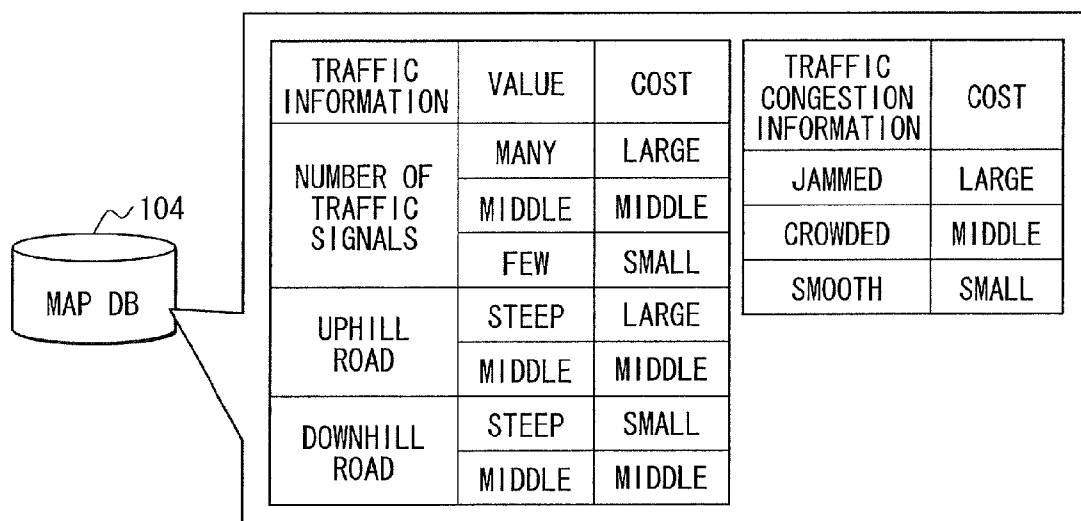 104
MAP DB
TRAFFIC
INFORMATION
VALUE
COST
NUMBER OF
TRAFFIC
SIGNALS
MANY
LARGE
MIDDLE
MIDDLE
FEW
SMALL
UPHILL
ROAD
STEEP
LARGE
MIDDLE
MIDDLE
DOWNHILL
ROAD
STEEP
SMALL
MIDDLE
MIDDLE
TRAFFIC
CONGESTION
INFORMATION
COST
JAMMED
LARGE
CROWDED
MIDDLE
SMOOTH
SMALL